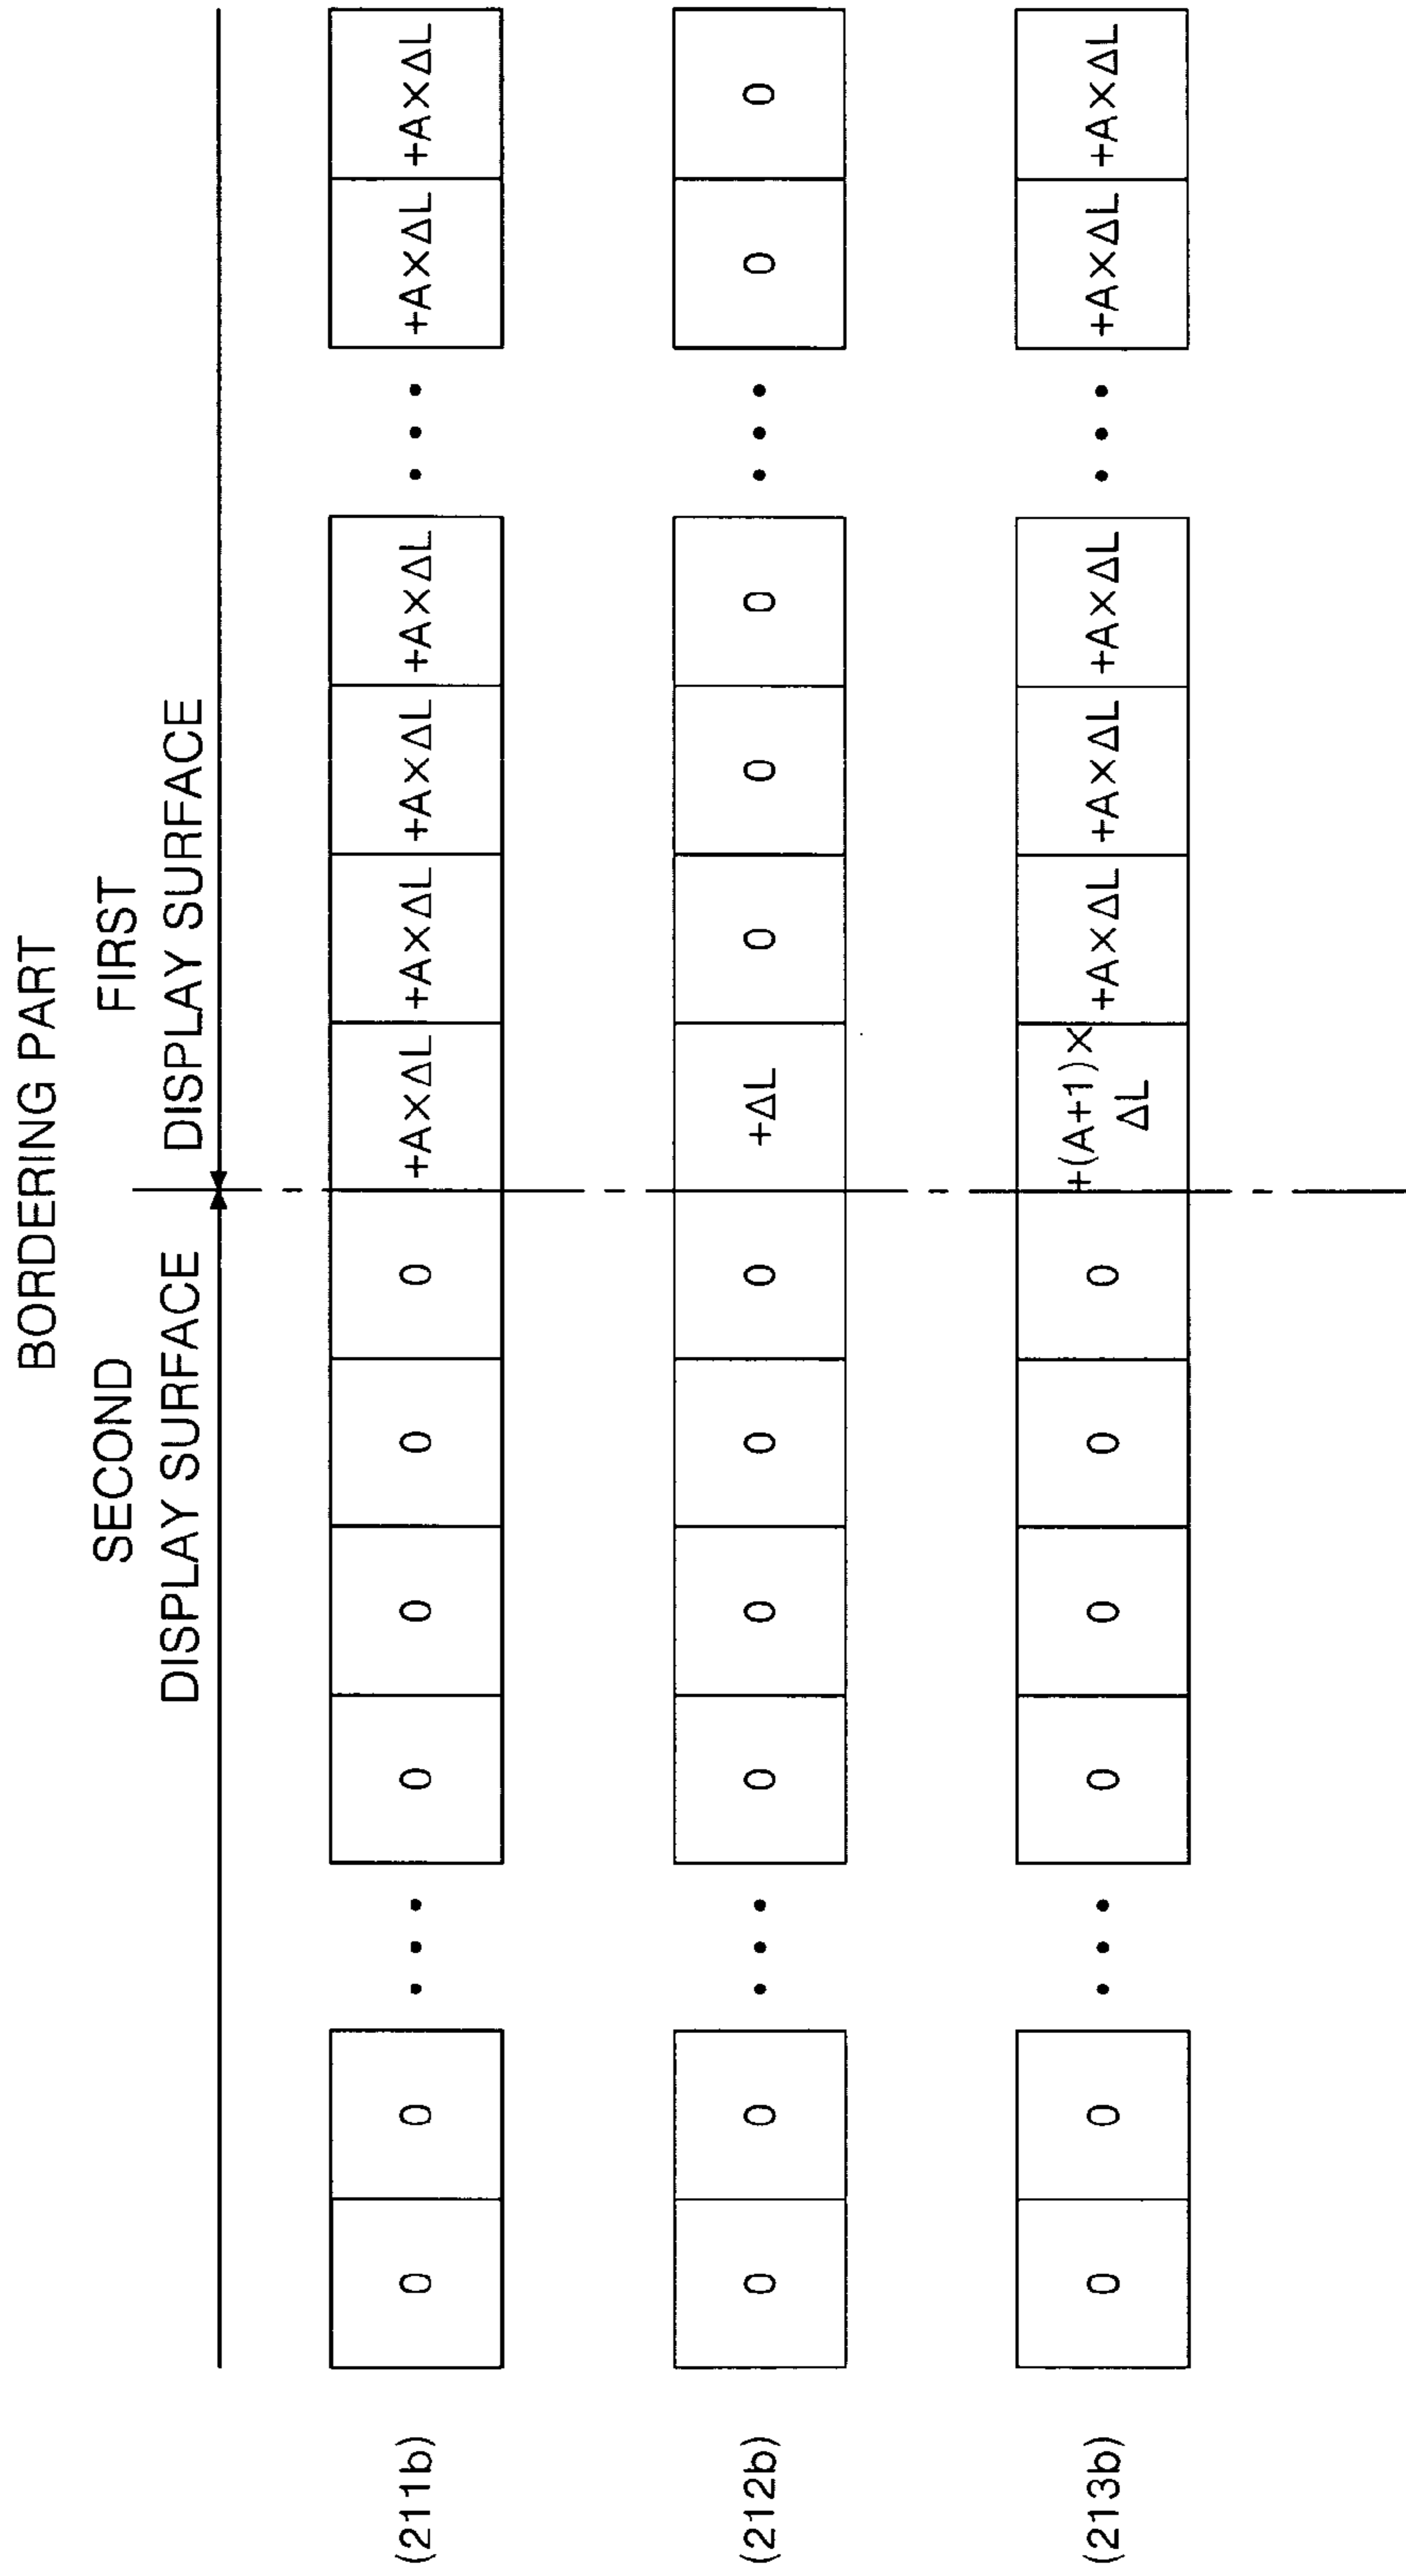 BORDERING PART
SECOND
DISPLAY SURFACE
FIRST
DISPLAY SURFACE
(211b) 0 0 ••• 0 0 0 0 +A×ΔL +A×ΔL +A×ΔL +A×ΔL ••• +A×ΔL +A×ΔL
(212b) 0 0 ••• 0 0 0 0 +ΔL 0 0 0 ••• 0 0
(213b) 0 0 ••• 0 0 0 0 +(A+1)× ΔL +A×ΔL +A×ΔL +A×ΔL ••• +A×ΔL +A×ΔL